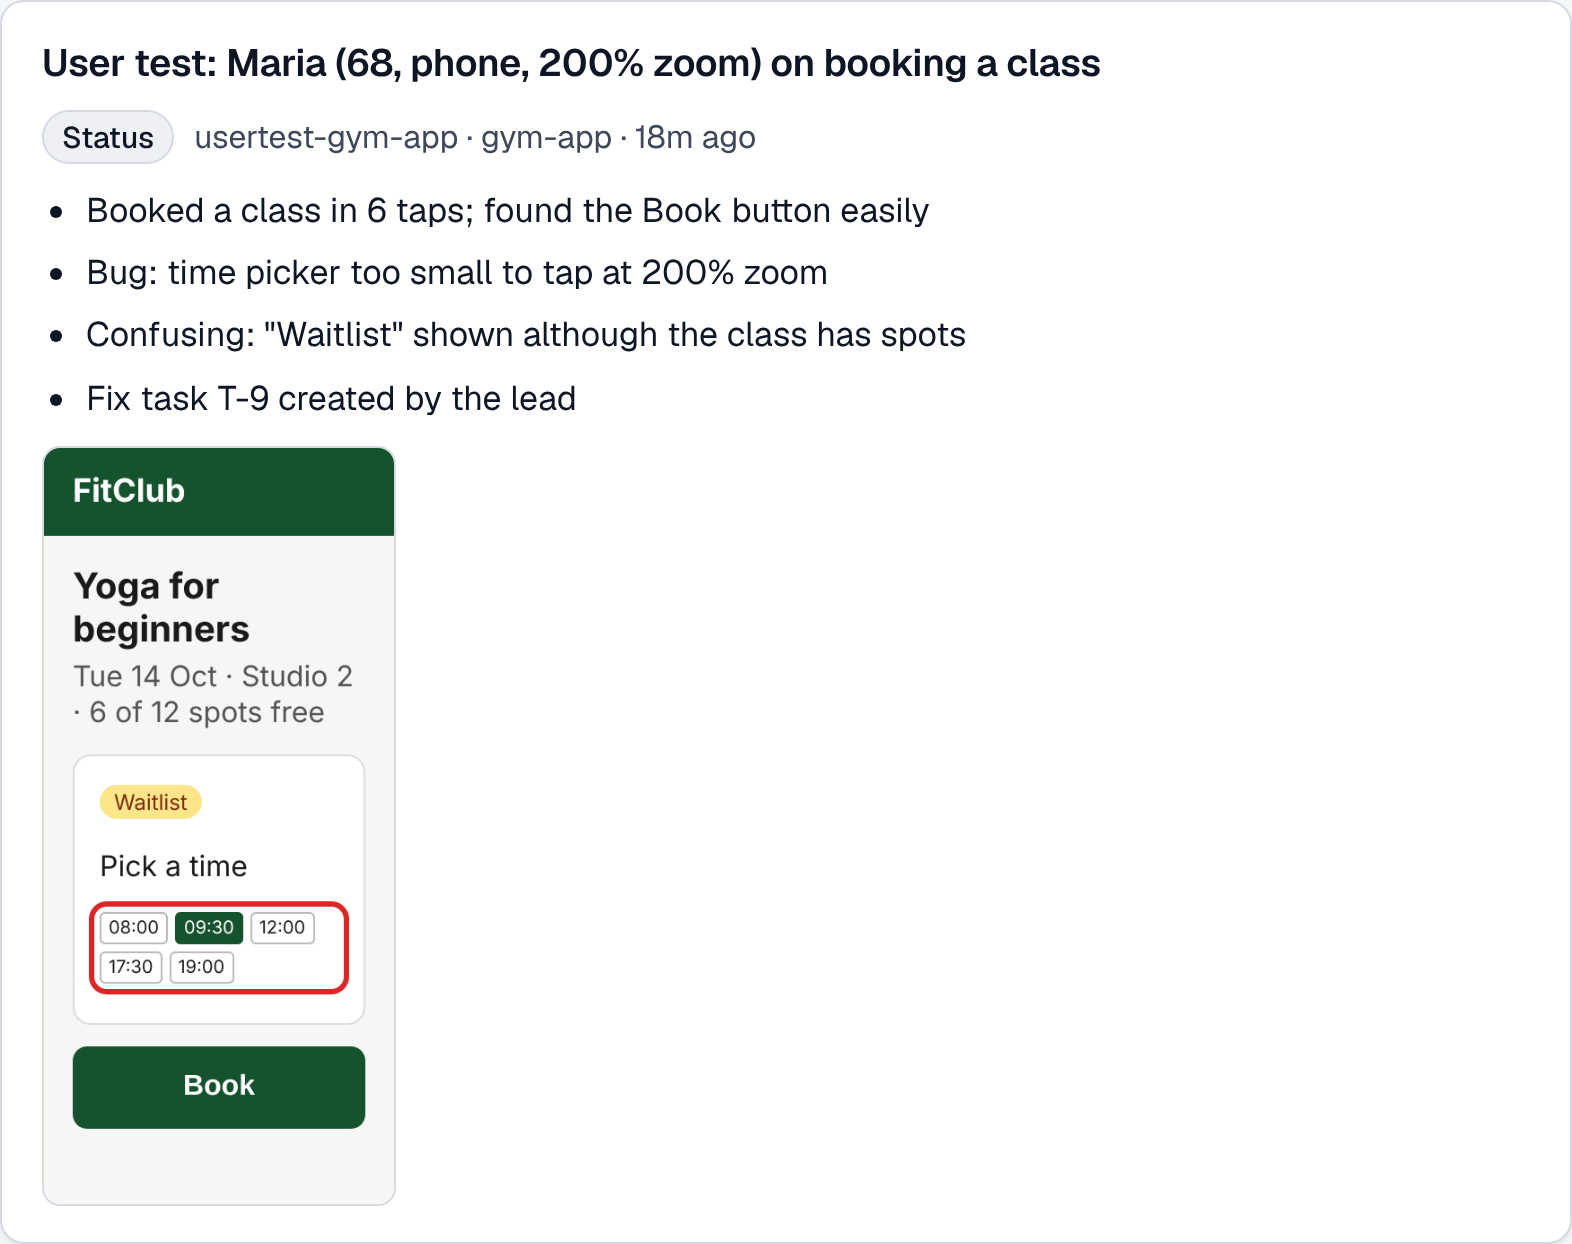 User test: Maria (68, phone, 200% zoom) on booking a class
Status usertest-gym-app · gym-app · 18m ago
• Booked a class in 6 taps; found the Book button easily
• Bug: time picker too small to tap at 200% zoom
• Confusing: "Waitlist" shown although the class has spots
• Fix task T-9 created by the lead
FitClub
Yoga for
beginners
Tue 14 Oct · Studio 2
· 6 of 12 spots free
Waitlist
Pick a time
08:00 09:30 12:00
17:30 19:00
Book